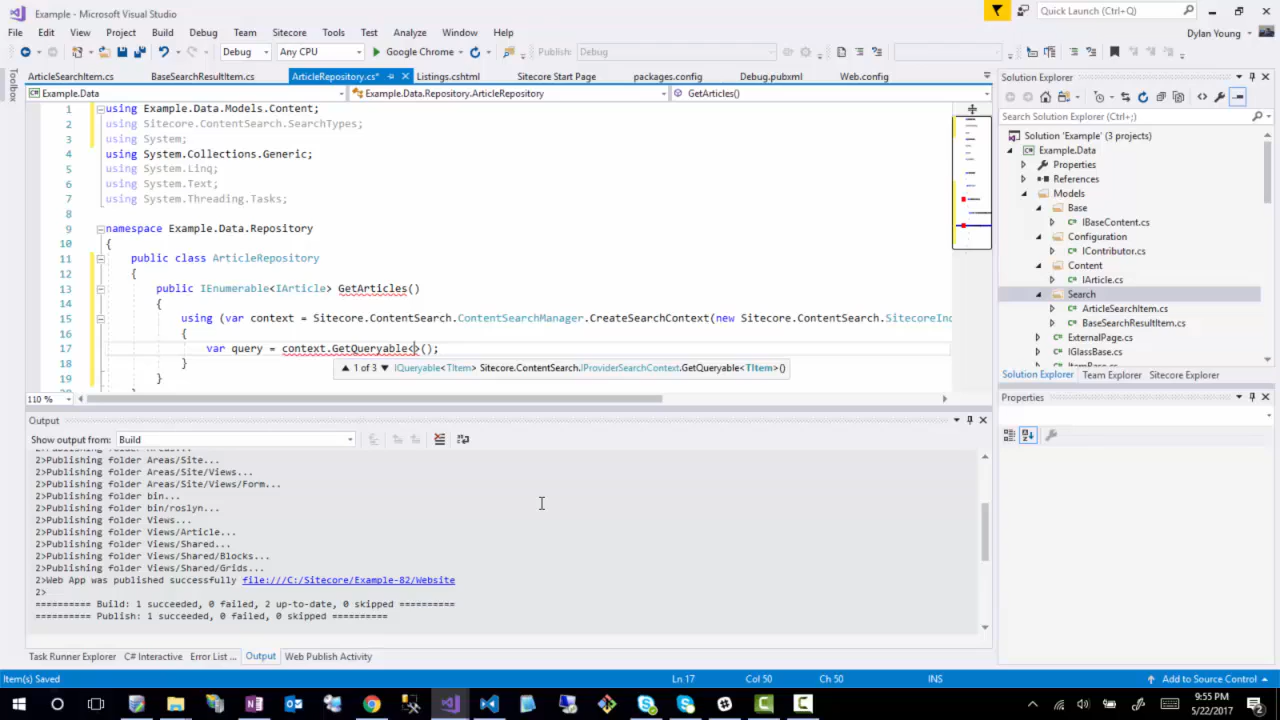 Example - Microsoft Visual Studio
Quick Launch (Ctrl+Q)
File Edit View Project Build Debug Team Sitecore Tools Test Analyze Window Help
Dylan Young
Debug Any CPU Google Chrome Publish: Debug
Toolbox
ArticleSearchItem.cs BaseSearchResultItem.cs ArticleRepository.cs* Listings.cshtml Sitecore Start Page packages.config Debug.pubxml Web.config
Example.Data Example.Data.Repository.ArticleRepository GetArticles()
1 using Example.Data.Models.Content;
2 using Sitecore.ContentSearch.SearchTypes;
3 using System;
4 using System.Collections.Generic;
5 using System.Linq;
6 using System.Text;
7 using System.Threading.Tasks;
8
9 namespace Example.Data.Repository
10 {
11 public class ArticleRepository
12 {
13 public IEnumerable<IArticle> GetArticles()
14 {
15 using (var context = Sitecore.ContentSearch.ContentSearchManager.CreateSearchContext(new Sitecore.ContentSearch.SitecoreInd
16 {
17 var query = context.GetQueryable<>();
18 }
19 }
1 of 3 IQueryable<TItem> Sitecore.ContentSearch.IProviderSearchContext.GetQueryable<TItem>()
110 %
Output
Show output from: Build
2>Publishing folder Areas/Site...
2>Publishing folder Areas/Site/Views...
2>Publishing folder Areas/Site/Views/Form...
2>Publishing folder bin...
2>Publishing folder bin/roslyn...
2>Publishing folder Views...
2>Publishing folder Views/Article...
2>Publishing folder Views/Shared...
2>Publishing folder Views/Shared/Blocks...
2>Publishing folder Views/Shared/Grids...
2>Web App was published successfully file:///C:/Sitecore/Example-82/Website
2>
========== Build: 1 succeeded, 0 failed, 2 up-to-date, 0 skipped ==========
========== Publish: 1 succeeded, 0 failed, 0 skipped ==========
Task Runner Explorer C# Interactive Error List ... Output Web Publish Activity
Solution Explorer
Search Solution Explorer (Ctrl+;)
Solution 'Example' (3 projects)
Example.Data
Properties
References
Models
Base
IBaseContent.cs
Configuration
IContributor.cs
Content
IArticle.cs
Search
ArticleSearchItem.cs
BaseSearchResultItem.cs
ExternalPage.cs
IGlassBase.cs
ItemBase.cs
Solution Explorer Team Explorer Sitecore Explorer
Properties
Item(s) Saved Ln 17 Col 50 Ch 50 INS Add to Source Control
9:55 PM
5/22/2017
2